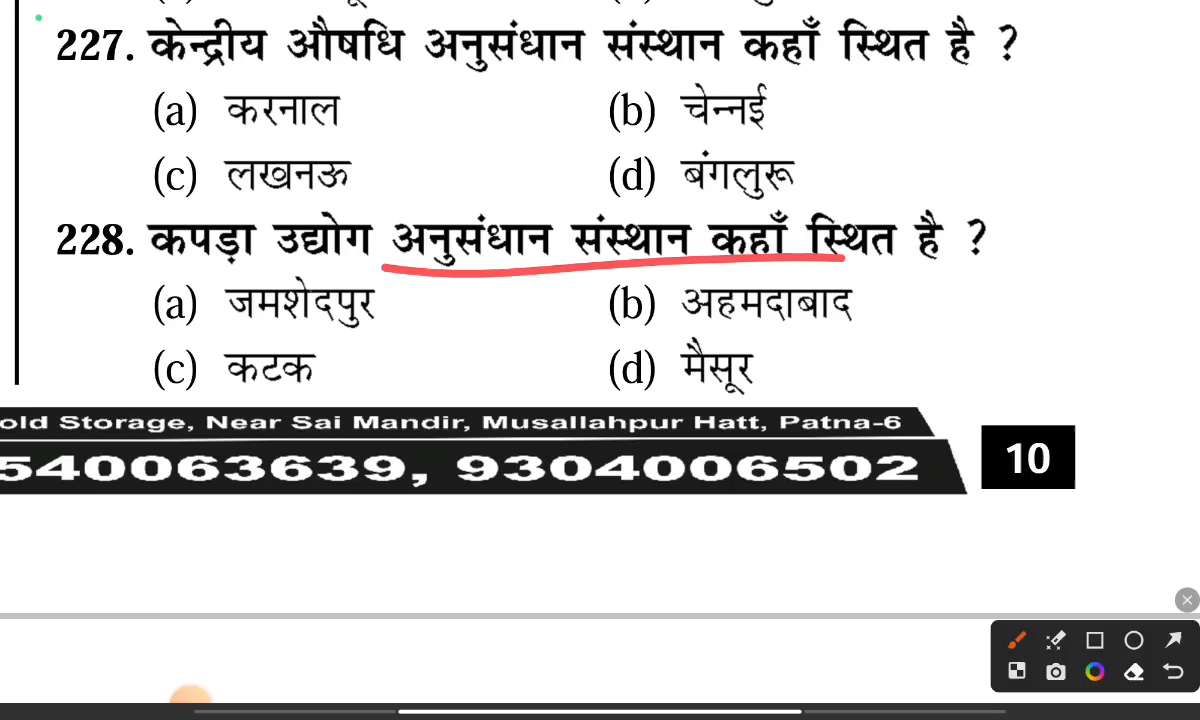 227. केन्द्रीय औषधि अनुसंधान संस्थान कहाँ स्थित है ?
(a) करनाल (b) चेन्नई
(c) लखनऊ (d) बंगलुरू
228. कपड़ा उद्योग अनुसंधान संस्थान कहाँ स्थित है ?
(a) जमशेदपुर (b) अहमदाबाद
(c) कटक (d) मैसूर
old Storage, Near Sai Mandir, Musallahpur Hatt, Patna-6
540063639, 9304006502
10